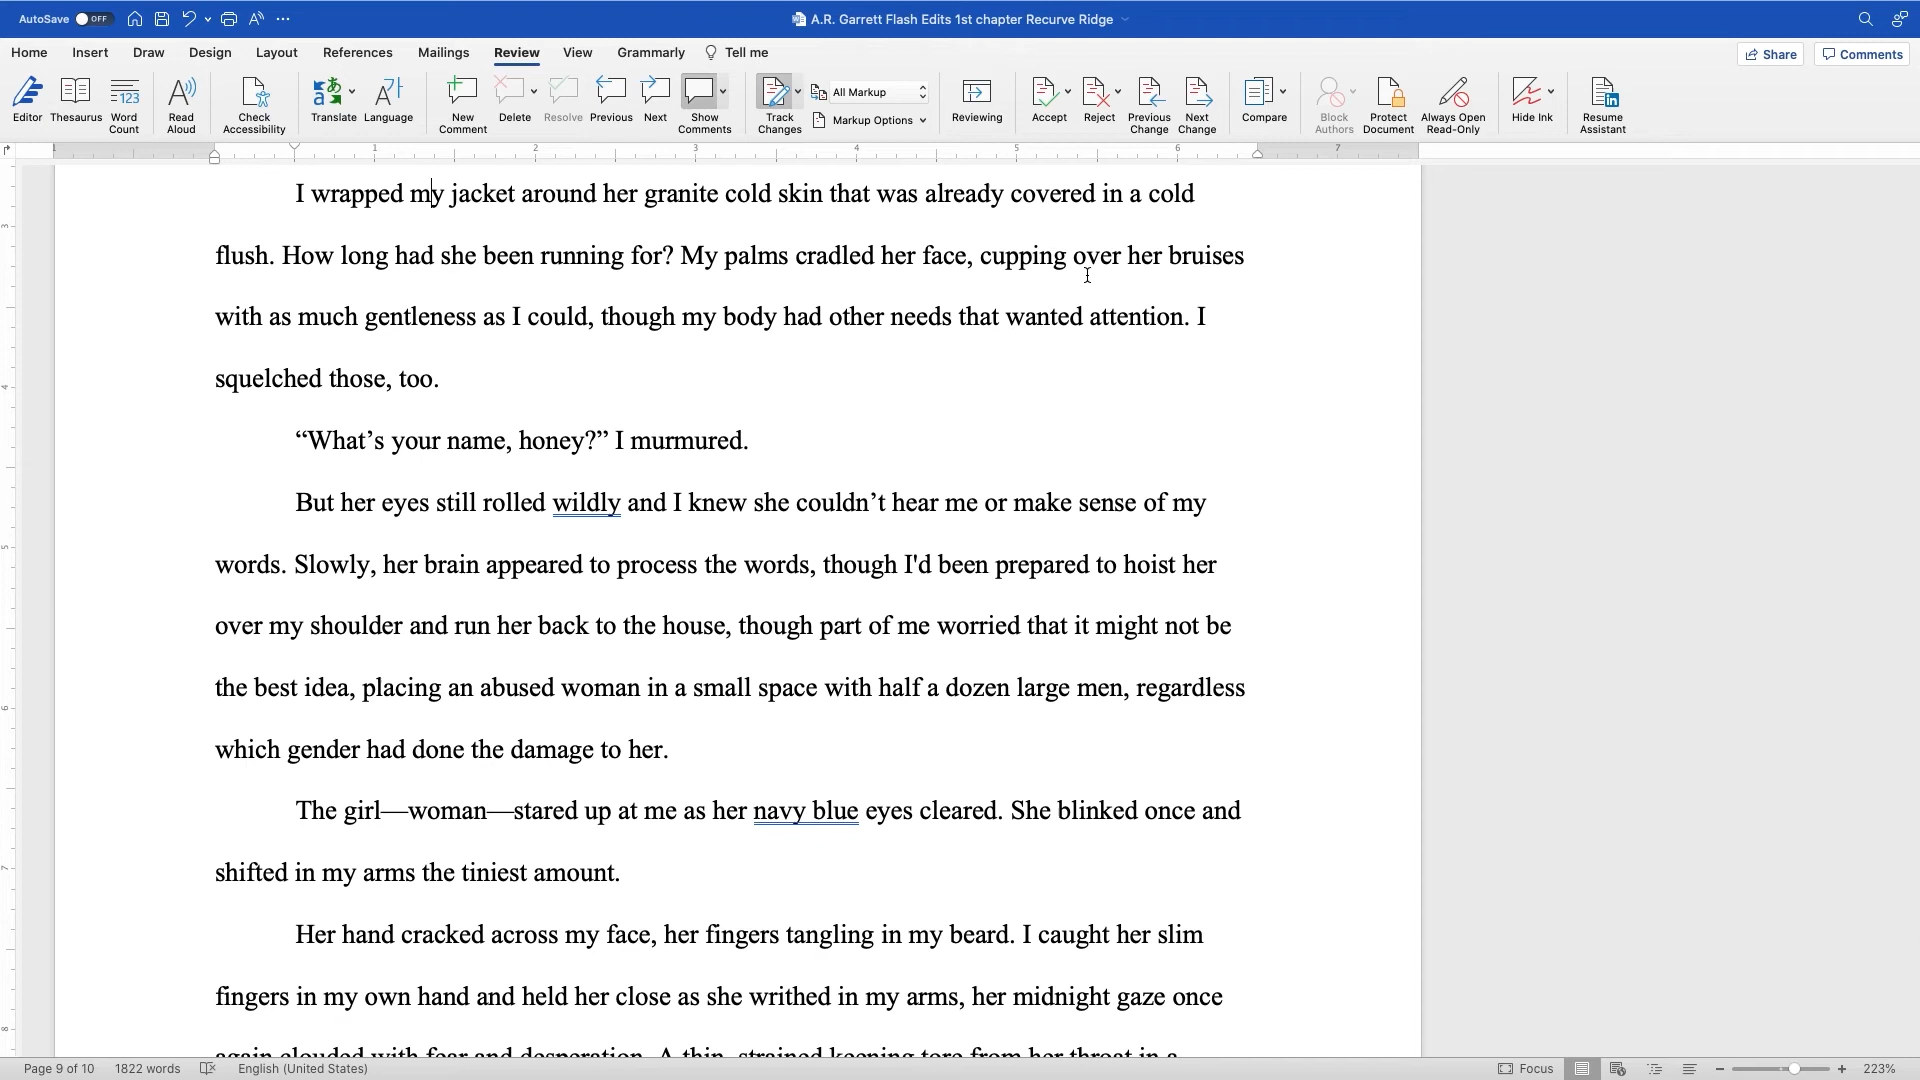 AutoSave OFF A.R. Garrett Flash Edits 1st chapter Recurve Ridge
Home Insert Draw Design Layout References Mailings Review View Grammarly Tell me Share Comments
Editor Thesaurus Word Count Read Aloud Check Accessibility Translate Language New Comment Delete Resolve Previous Next Show Comments Track Changes All Markup Markup Options Reviewing Accept Reject Previous Change Next Change Compare Block Authors Protect Document Always Open Read-Only Hide Ink Resume Assistant
1 1 2 3 4 5 6 7
I wrapped my jacket around her granite cold skin that was already covered in a cold
flush. How long had she been running for? My palms cradled her face, cupping over her bruises
with as much gentleness as I could, though my body had other needs that wanted attention. I
squelched those, too.
“What’s your name, honey?” I murmured.
But her eyes still rolled wildly and I knew she couldn’t hear me or make sense of my
words. Slowly, her brain appeared to process the words, though I'd been prepared to hoist her
over my shoulder and run her back to the house, though part of me worried that it might not be
the best idea, placing an abused woman in a small space with half a dozen large men, regardless
which gender had done the damage to her.
The girl—woman—stared up at me as her navy blue eyes cleared. She blinked once and
shifted in my arms the tiniest amount.
Her hand cracked across my face, her fingers tangling in my beard. I caught her slim
fingers in my own hand and held her close as she writhed in my arms, her midnight gaze once
again clouded with fear and desperation. A thin, strained keening tore from her throat in a
Page 9 of 10 1822 words English (United States) Focus 223%